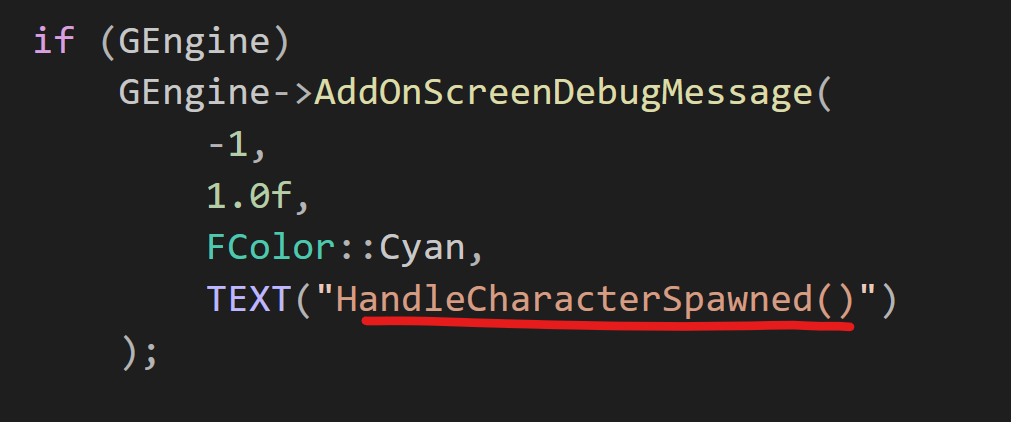 if (GEngine)
GEngine->AddOnScreenDebugMessage(
-1,
1.0f,
FColor::Cyan,
TEXT("HandleCharacterSpawned()")
);